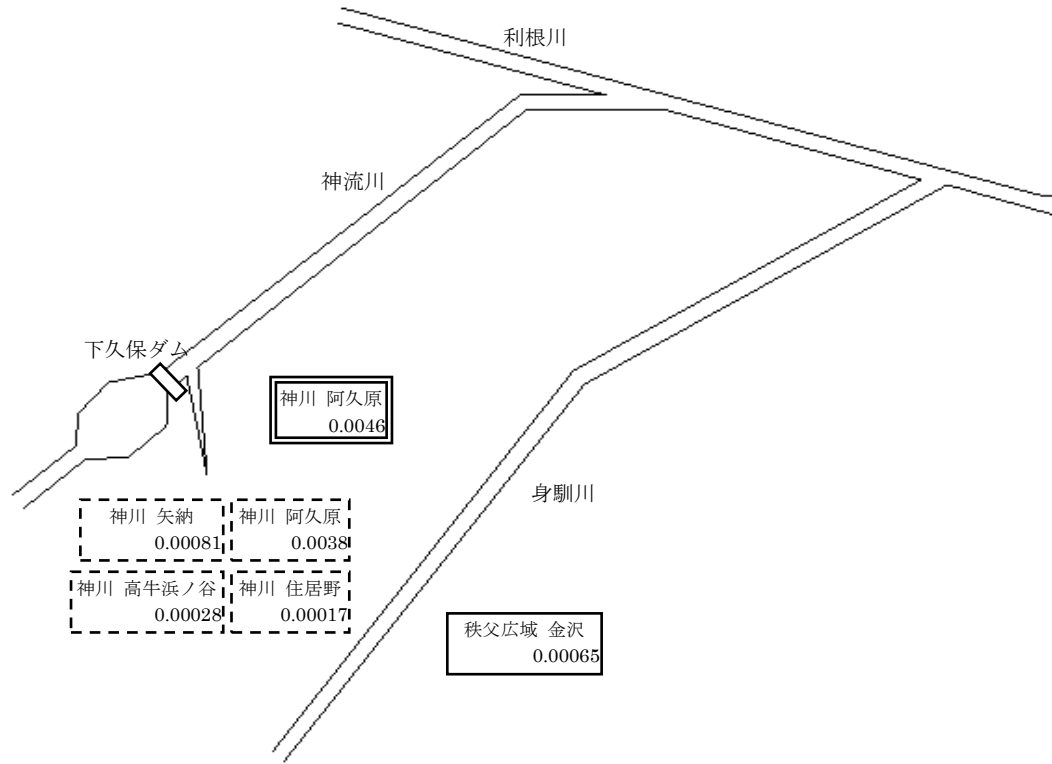 利根川
神流川
下久保ダム
神川 阿久原
0.0046
身馴川
神川 矢納
0.00081
神川 阿久原
0.0038
神川 高牛浜ノ谷
0.00028
神川 住居野
0.00017
秩父広域 金沢
0.00065